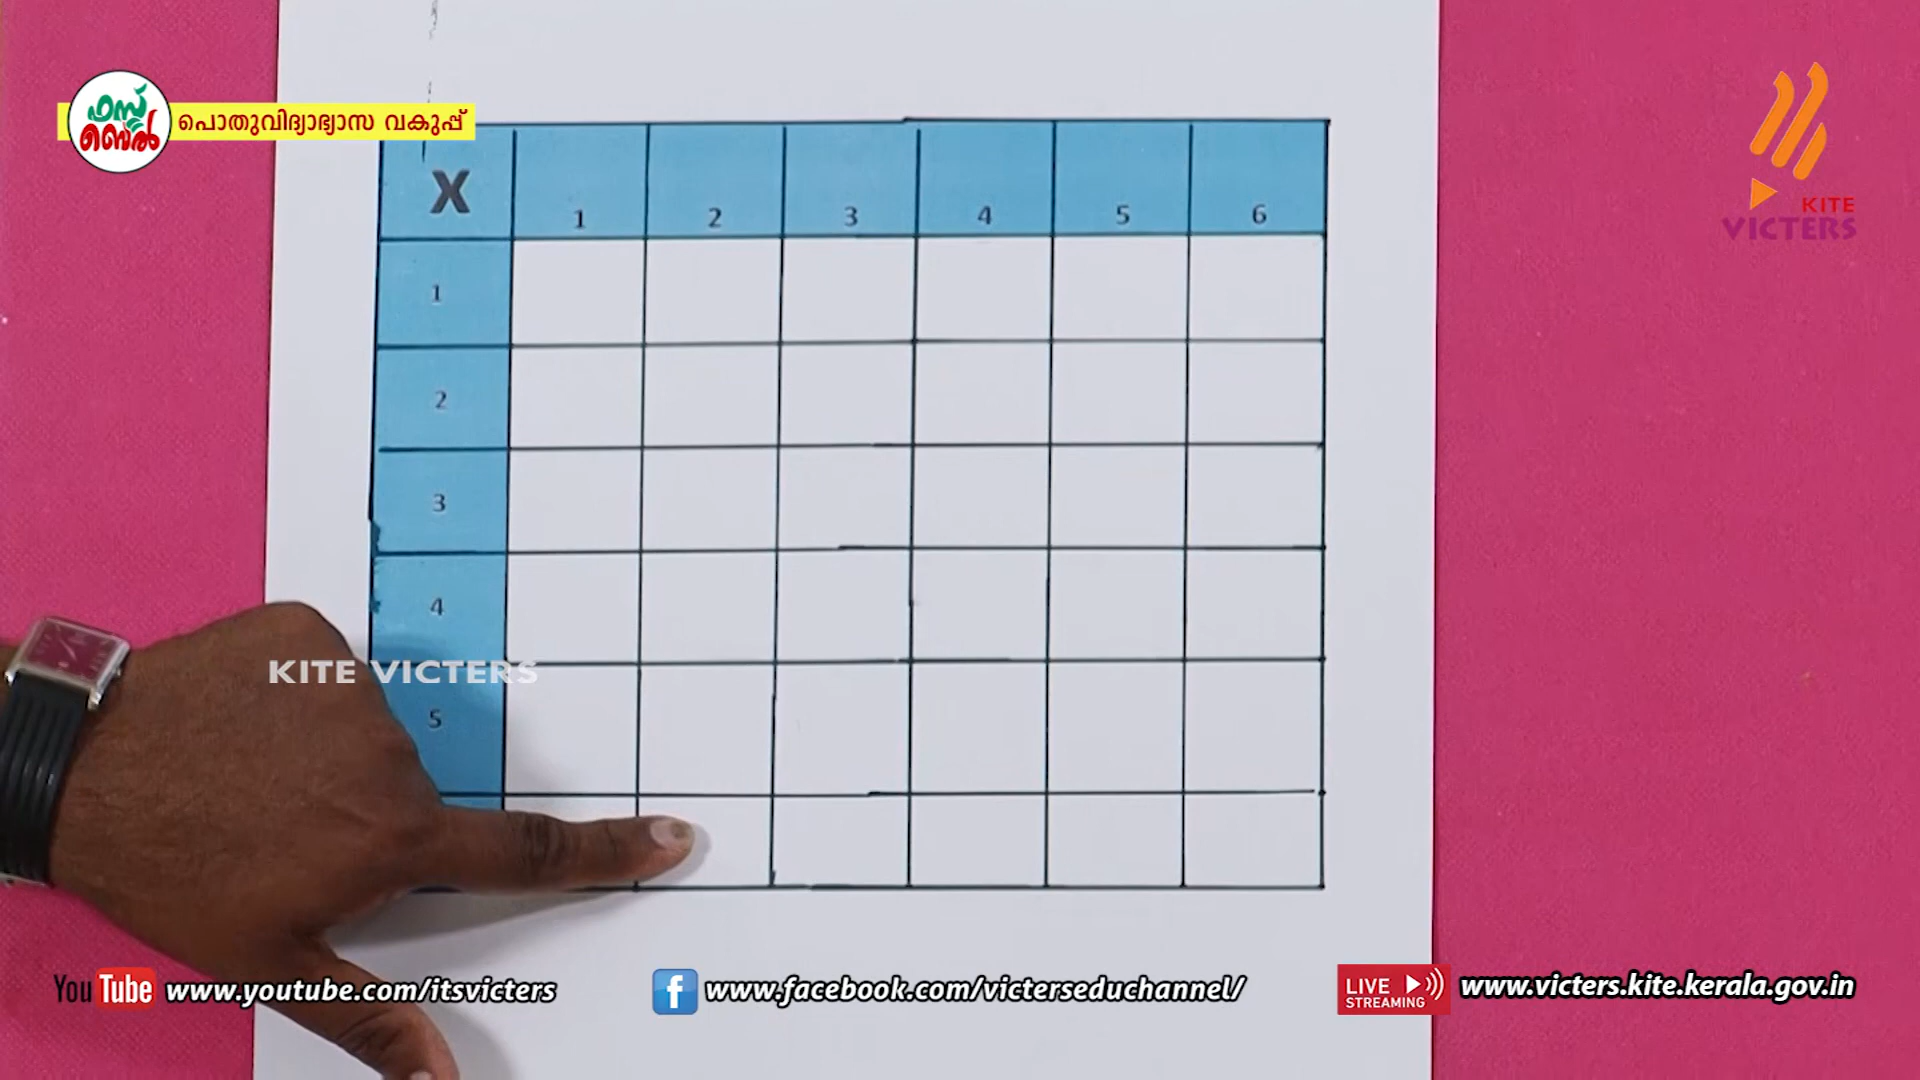 ഫസ്റ്റ് ബെൽ
പൊതുവിദ്യാഭ്യാസ വകുപ്പ്
KITE
VICTERS
X 1 2 3 4 5 6
1
2
3
4
KITE VICTERS
5
YouTube www.youtube.com/itsvicters
f www.facebook.com/victerseduchannel/
LIVE STREAMING www.victers.kite.kerala.gov.in